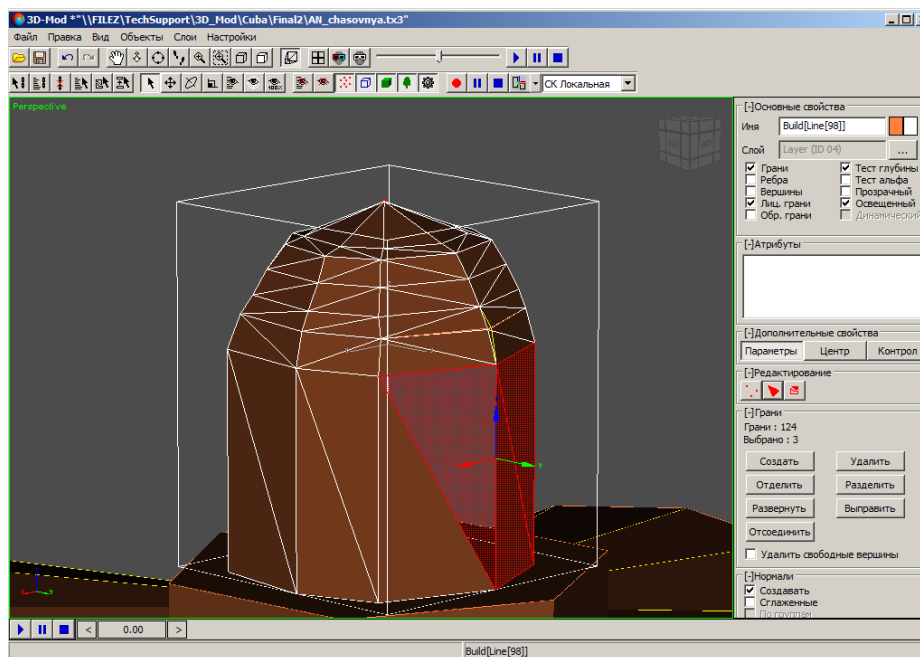 3D-Mod *"\\FILEZ\TechSupport\3D_Mod\Cuba\Final2\AN_chasovnya.tx3"
Файл Правка Вид Объекты Слои Настройки
100%
СК Локальная
Perspective
[-]Основные свойства
Имя Build[Line[98]]
Слой Layer (ID 04) ...
Грани Тест глубины
Ребра Тест альфа
Вершины Прозрачный
Лиц. грани Освещенный
Обр. грани Динамический
[-]Атрибуты
[-]Дополнительные свойства
Параметры Центр Контрол
[-]Редактирование
[-]Грани
Грани : 124
Выбрано : 3
Создать Удалить
Отделить Разделить
Развернуть Выправить
Отсоединить
Удалить свободные вершины
[-]Нормали
Создавать
Сглаженные
По группам
< 0.00 >
Build[Line[98]]